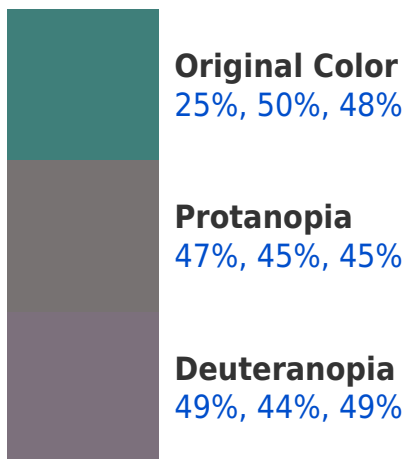 Original Color
25%, 50%, 48%
Protanopia
47%, 45%, 45%
Deuteranopia
49%, 44%, 49%